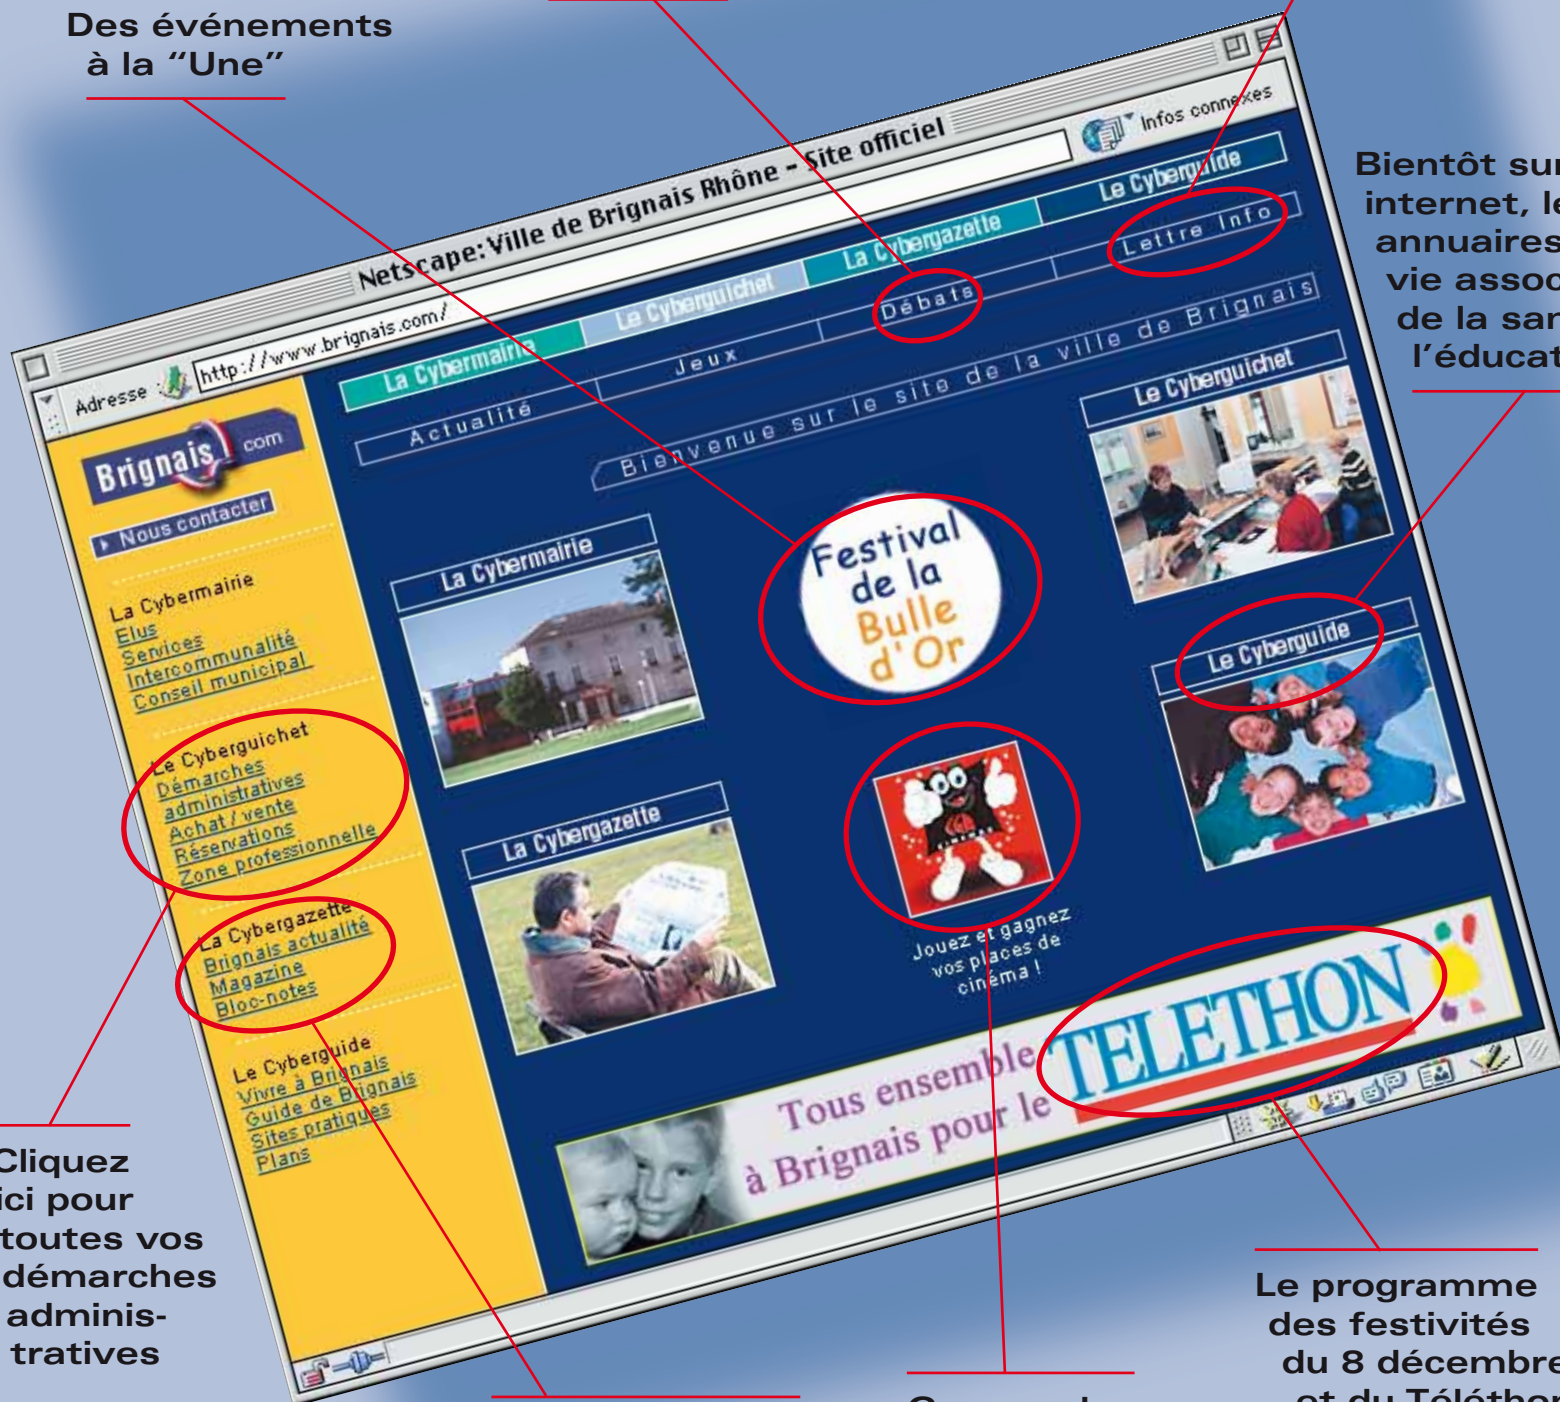 Des événements
à la “Une”
Netscape: Ville de Brignais Rhône - Site officiel
Adresse
http://www.brignais.com/
Infos connexes
La Cybermairie
Le Cyberguichet
La Cybergazette
Le Cyberguide
Actualité
Jeux
Débats
Lettre Info
Bienvenue sur le site de la ville de Brignais
Brignais com
Nous contacter
La Cybermairie
Elus
Services
Intercommunalité
Conseil municipal
Le Cyberguichet
Démarches
administratives
Achat / vente
Réservations
Zone professionnelle
La Cybergazette
Brignais actualité
Magazine
Bloc-notes
Le Cyberguide
Vivre à Brignais
Guide de Brignais
Sites pratiques
Plans
La Cybermairie
Festival
de la
Bulle
d'Or
Le Cyberguichet
La Cybergazette
CINEMAS
Jouez et gagnez
vos places de
cinéma !
Le Cyberguide
Tous ensemble
à Brignais pour le
TELETHON
Bientôt sur
internet,
annuaires
vie
de la
Cliquez
ici pour
toutes vos
démarches
adminis-
tratives
Le programme
des festivités
du 8 décembre
et du Téléthon